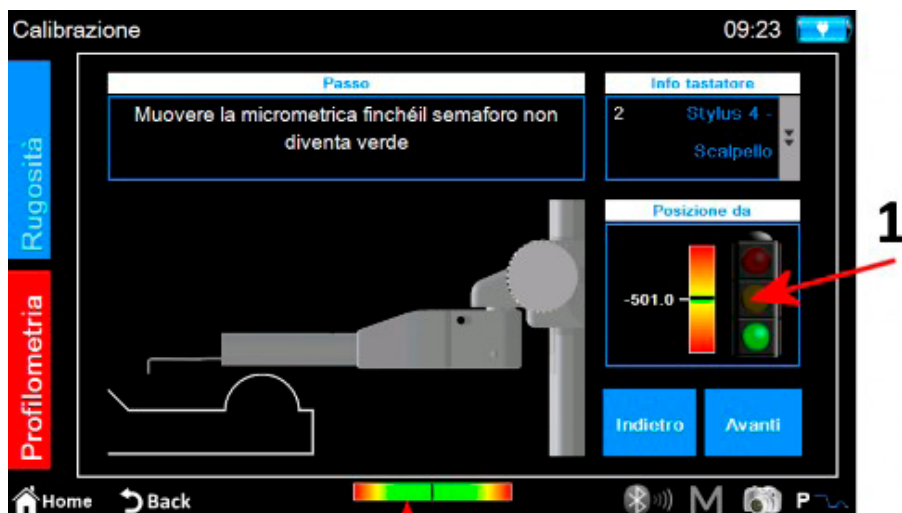 Calibrazione
09:23
Rugosità
Profilometria
Passo
Muovere la micrometrica finchéil semaforo non
diventa verde
Info tastatore
2 Stylus 4 -
Scalpello
Posizione da
-501.0
1
Indietro
Avanti
Home
Back
M
P